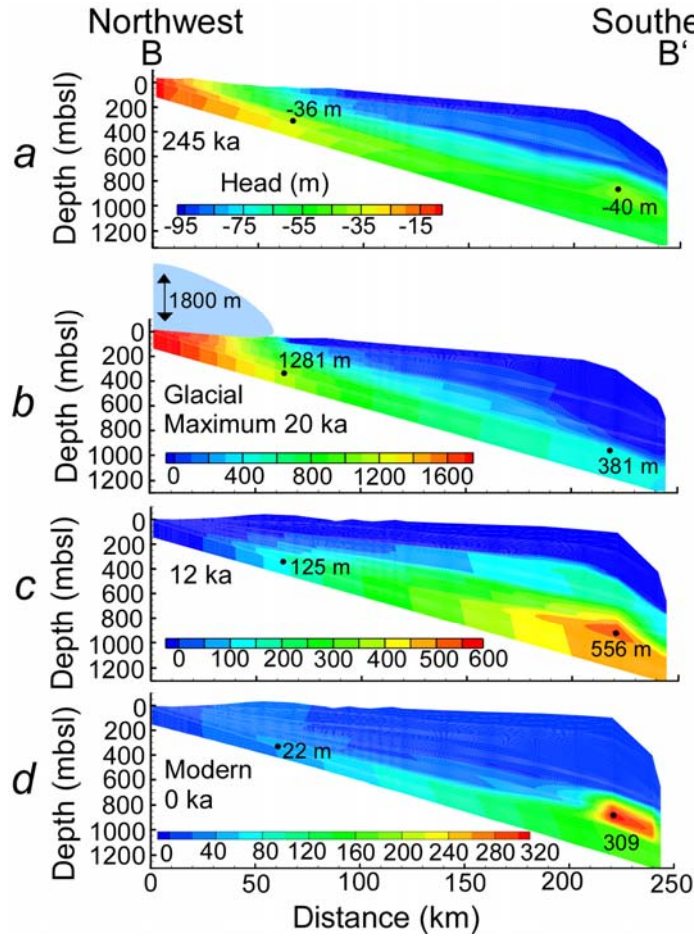 Northwest
Southe
B
B'
a
Depth (mbsl)
0
200
400
600
800
1000
1200
-36 m
245 ka
Head (m)
-95
-75
-55
-35
-15
-40 m
b
Depth (mbsl)
0
200
400
600
800
1000
1200
1800 m
1281 m
Glacial
Maximum 20 ka
0
400
800
1600
381 m
c
Depth (mbsl)
0
200
400
600
800
1000
1200
125 m
12 ka
0
100
200
300
400
500
600
556 m
d
Depth (mbsl)
0
200
400
600
800
1000
1200
22 m
Modern
0 ka
0
40
80
120
160
200
240
280
320
309
0
50
100
150
200
250
Distance (km)